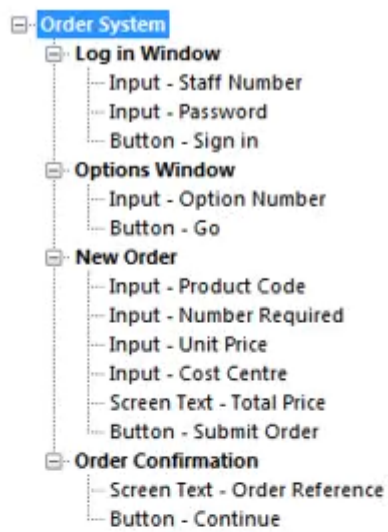 Order System
Log in Window
Input - Staff Number
Input - Password
Button - Sign in
Options Window
Input - Option Number
Button - Go
New Order
Input - Product Code
Input - Number Required
Input - Unit Price
Input - Cost Centre
Screen Text - Total Price
Button - Submit Order
Order Confirmation
Screen Text - Order Reference
Button - Continue